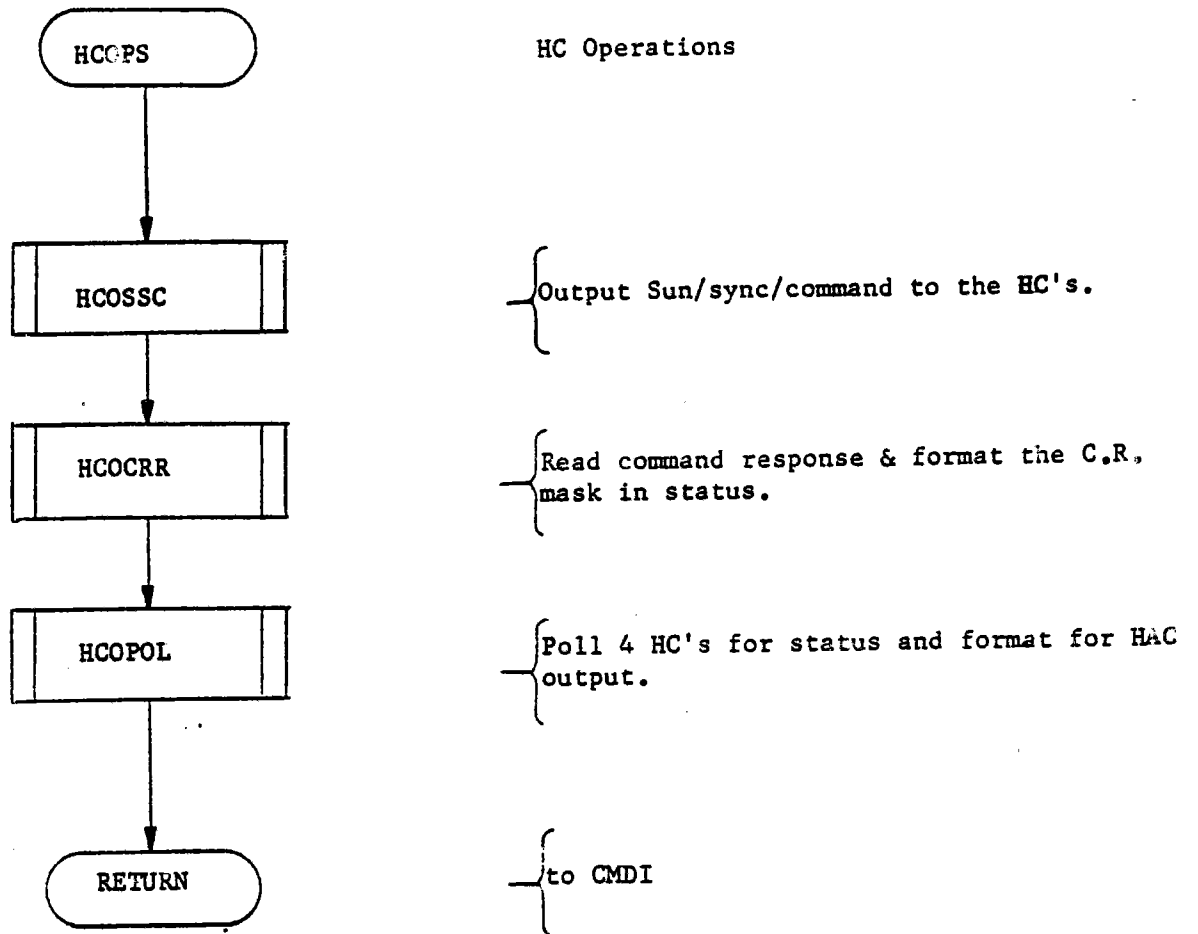 HCOPS
HC Operations
HCOSSC
Output Sun/sync/command to the HC's.
HCOCRR
Read command response & format the C.R,
mask in status.
HCOPOL
Poll 4 HC's for status and format for HAC
output.
RETURN
to CMDI